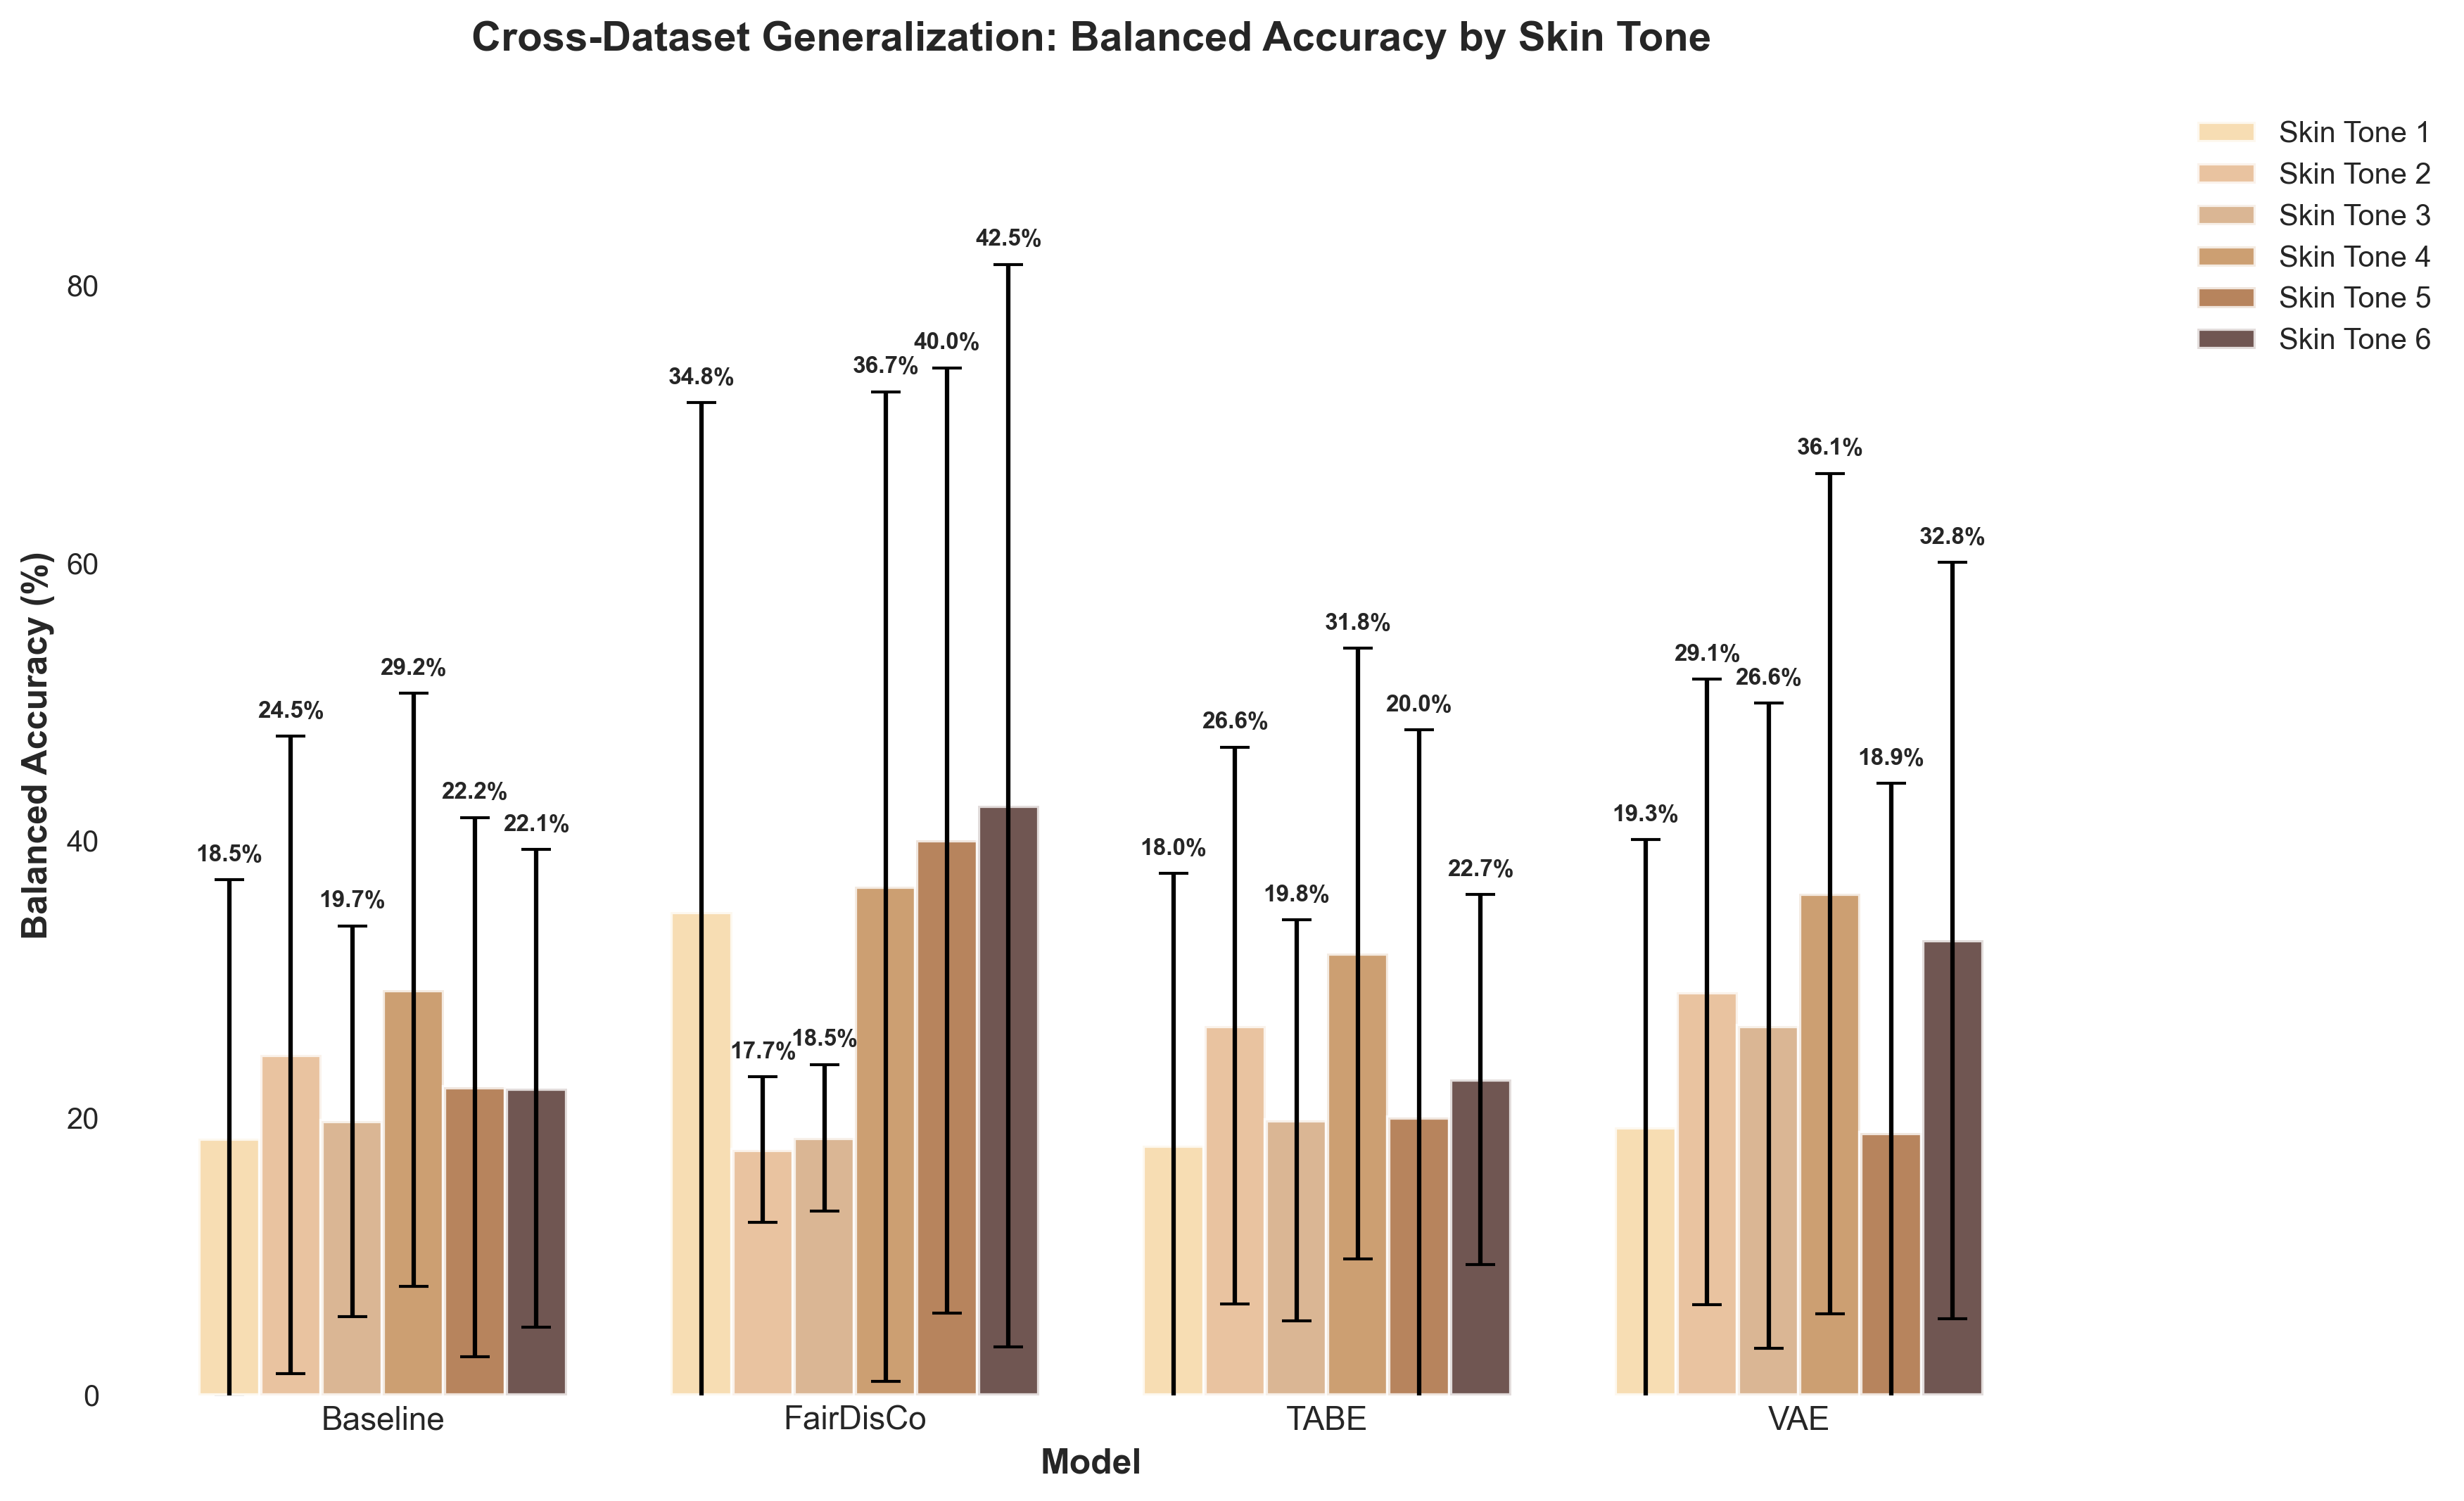 Cross-Dataset Generalization: Balanced Accuracy by Skin Tone
Skin Tone 1
Skin Tone 2
Skin Tone 3
Skin Tone 4
Skin Tone 5
Skin Tone 6
Balanced Accuracy (%)
80
60
40
20
0
18.5%
24.5%
19.7%
29.2%
22.2%
22.1%
34.8%
17.7%
18.5%
36.7%
40.0%
42.5%
18.0%
26.6%
19.8%
31.8%
20.0%
22.7%
19.3%
29.1%
26.6%
36.1%
18.9%
32.8%
Baseline
FairDisCo
TABE
VAE
Model